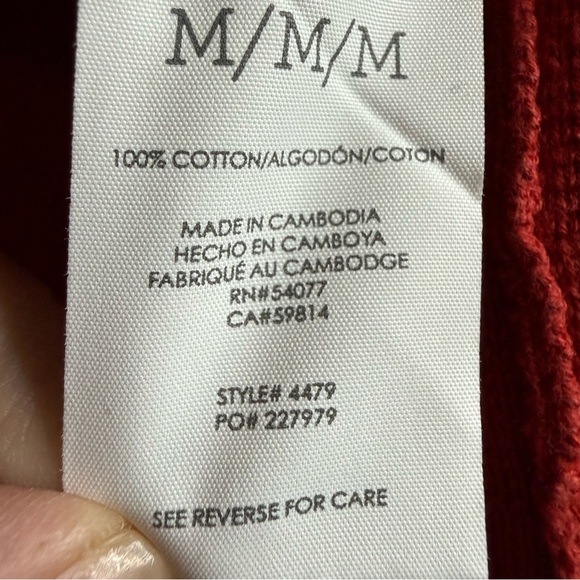 M/M/M
100% COTTON/ALGODÓN/COTON
MADE IN CAMBODIA
HECHO EN CAMBOYA
FABRIQUÉ AU CAMBODGE
RN#54077
CA#59814
STYLE# 4479
PO# 227979
SEE REVERSE FOR CARE